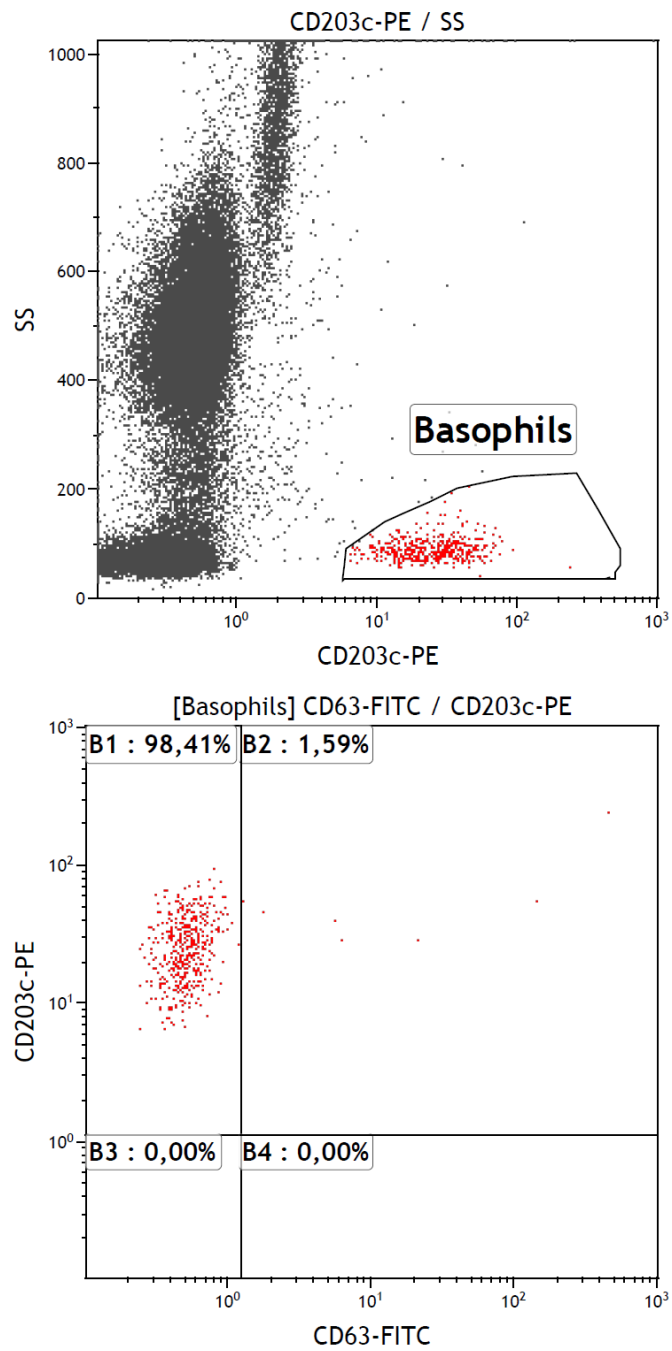 CD203c-PE / SS
1000
800
600
400
200
0
SS
Basophils
10⁰ 10¹ 10² 10³
CD203c-PE
[Basophils] CD63-FITC / CD203c-PE
B1 : 98,41% B2 : 1,59%
10³
10²
10¹
10⁰
CD203c-PE
B3 : 0,00% B4 : 0,00%
10⁰ 10¹ 10² 10³
CD63-FITC